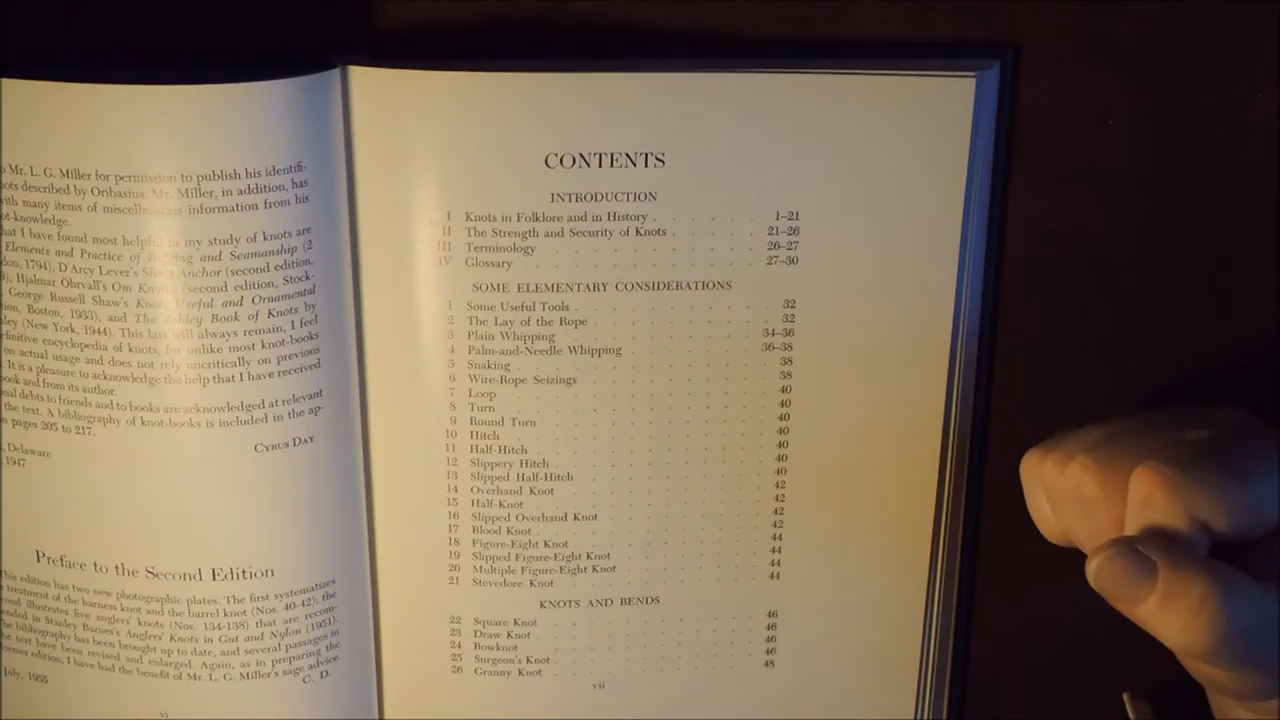 o Mr. L. G. Miller for permission to publish his identifi-
ots described by Oribasius. Mr. Miller, in addition, has
with many items of miscellaneous information from his
ot-knowledge.
hat I have found most helpful in my study of knots are
Elements and Practice of Rigging and Seamanship (2
don, 1794), D'Arcy Lever's Sheet Anchor (second edition,
), Hjalmar Öhrvall's Om Knutar (second edition, Stock-
, George Russell Shaw's Knots Useful and Ornamental
tion, Boston, 1933), and The Ashley Book of Knots by
ley (New York, 1944). This last will always remain, I feel
efinitive encyclopedia of knots, for unlike most knot-books
on actual usage and does not rely uncritically on previous
. It is a pleasure to acknowledge the help that I have received
ook and from its author.
eal debts to friends and to books are acknowledged at relevant
the text. A bibliography of knot-books is included in the ap-
n pages 205 to 217.
Cyrus Day
, Delaware
, 1947
Preface to the Second Edition
This edition has two new photographic plates. The first systematizes
e treatment of the harness knot and the barrel knot (Nos. 40-42); the
cond illustrates five anglers' knots (Nos. 134-138) that are recom-
ended in Stanley Barnes's Anglers' Knots in Gut and Nylon (1951).
The bibliography has been brought up to date, and several passages in
he text have been revised and enlarged. Again, as in preparing the
ormer edition, I have had the benefit of Mr. L. G. Miller's sage advice.
C. D.
July, 1955
vi
CONTENTS
INTRODUCTION
I Knots in Folklore and in History . . . . . . . 1–21
II The Strength and Security of Knots . . . . . . 21–26
III Terminology . . . . . . . . . . . 26–27
IV Glossary . . . . . . . . . . . 27–30
SOME ELEMENTARY CONSIDERATIONS
1 Some Useful Tools . . . . . . . . . . 32
2 The Lay of the Rope . . . . . . . . . 32
3 Plain Whipping . . . . . . . . . . 34–36
4 Palm-and-Needle Whipping . . . . . . . 36–38
5 Snaking . . . . . . . . . . . . 38
6 Wire-Rope Seizings . . . . . . . . . 38
7 Loop . . . . . . . . . . . . 40
8 Turn . . . . . . . . . . . . 40
9 Round Turn . . . . . . . . . . . 40
10 Hitch . . . . . . . . . . . . 40
11 Half-Hitch . . . . . . . . . . . 40
12 Slippery Hitch . . . . . . . . . . 40
13 Slipped Half-Hitch . . . . . . . . . 40
14 Overhand Knot . . . . . . . . . . 42
15 Half-Knot . . . . . . . . . . . 42
16 Slipped Overhand Knot . . . . . . . . 42
17 Blood Knot . . . . . . . . . . . 42
18 Figure-Eight Knot . . . . . . . . . 44
19 Slipped Figure-Eight Knot . . . . . . . 44
20 Multiple Figure-Eight Knot . . . . . . . 44
21 Stevedore Knot . . . . . . . . . . 44
KNOTS AND BENDS
22 Square Knot . . . . . . . . . . 46
23 Draw Knot . . . . . . . . . . . 46
24 Bowknot . . . . . . . . . . . 46
25 Surgeon's Knot . . . . . . . . . . 46
26 Granny Knot . . . . . . . . . . 48
vii